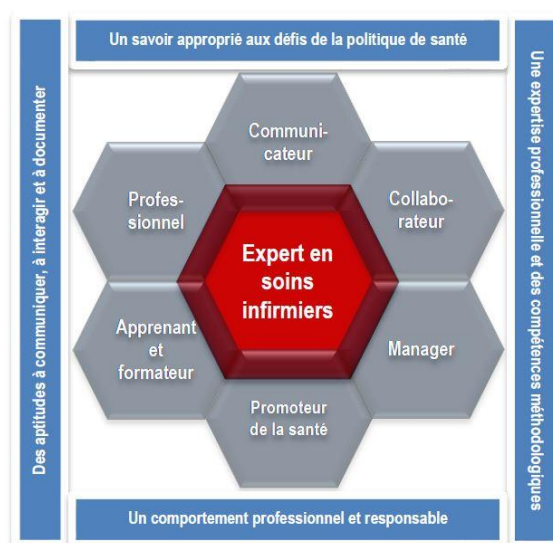 Un savoir approprié aux défis de la politique de santé
Des aptitudes à communiquer, à interagir et à documenter
Communi-
cateur
Profes-
sionnel
Collabo-
rateur
Expert en
soins
infirmiers
Apprenant
et
formateur
Manager
Promoteur
de la santé
Une expertise professionnelle et des compétences méthodologiques
Un comportement professionnel et responsable